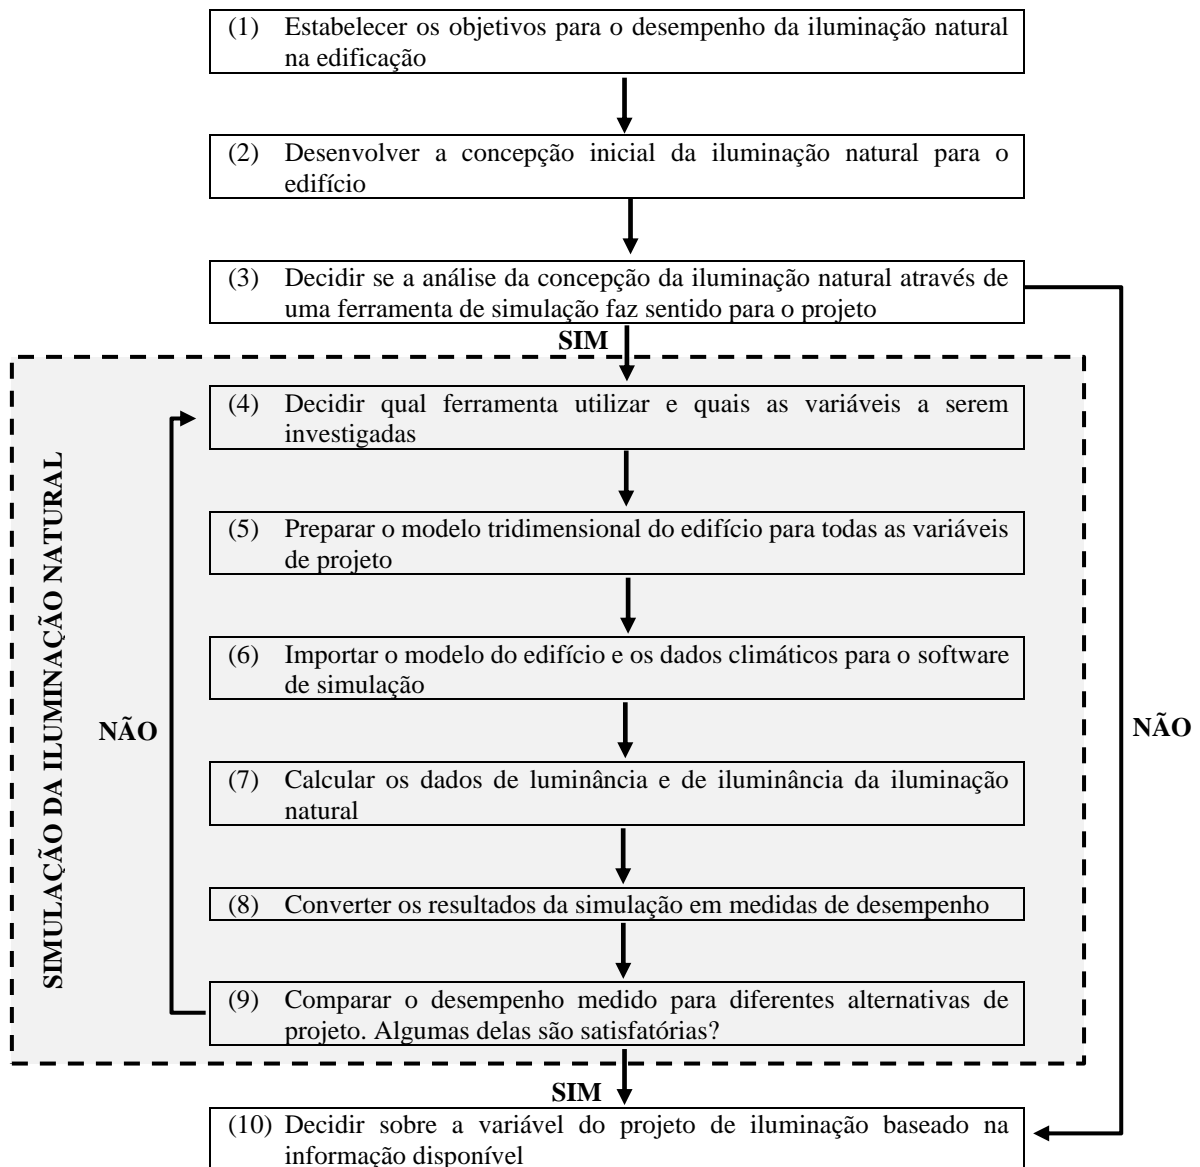 (1) Estabelecer os objetivos para o desempenho da iluminação natural
na edificação
(2) Desenvolver a concepção inicial da iluminação natural para o
edifício
(3) Decidir se a análise da concepção da iluminação natural através de
uma ferramenta de simulação faz sentido para o projeto
SIM
(4) Decidir qual ferramenta utilizar e quais as variáveis a serem
investigadas
(5) Preparar o modelo tridimensional do edifício para todas as variáveis
de projeto
(6) Importar o modelo do edifício e os dados climáticos para o software
de simulação
SIMULAÇÃO DA ILUMINAÇÃO NATURAL
NÃO
NÃO
(7) Calcular os dados de luminância e de iluminância da iluminação
natural
(8) Converter os resultados da simulação em medidas de desempenho
(9) Comparar o desempenho medido para diferentes alternativas de
projeto. Algumas delas são satisfatórias?
SIM
(10) Decidir sobre a variável do projeto de iluminação baseado na
informação disponível